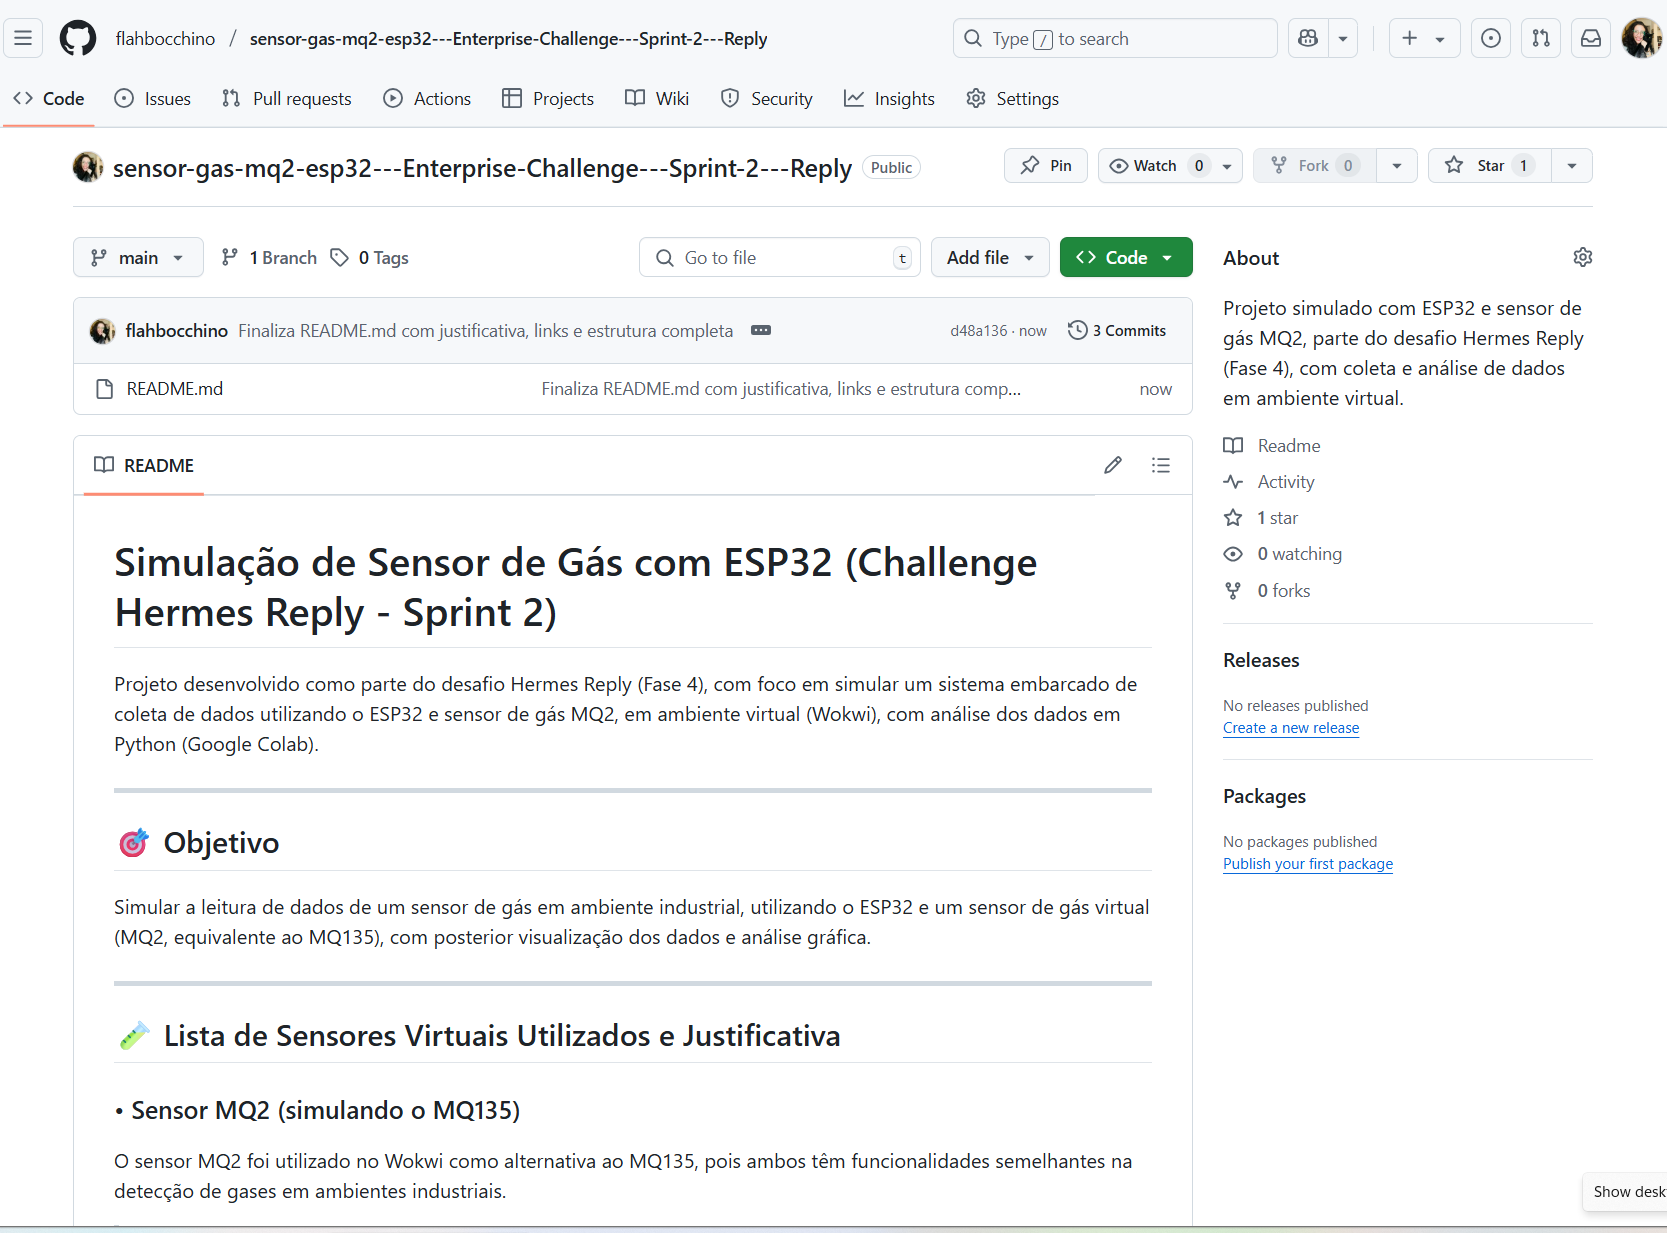 flahbocchino / sensor-gas-mq2-esp32---Enterprise-Challenge---Sprint-2---Reply
Type / to search
Code Issues Pull requests Actions Projects Wiki Security Insights Settings
sensor-gas-mq2-esp32---Enterprise-Challenge---Sprint-2---Reply Public
Pin Watch 0 Fork 0 Star 1
main 1 Branch 0 Tags Go to file t Add file Code
flahbocchino Finaliza README.md com justificativa, links e estrutura completa d48a136 · now 3 Commits
README.md Finaliza README.md com justificativa, links e estrutura comp... now
README
Simulação de Sensor de Gás com ESP32 (Challenge
Hermes Reply - Sprint 2)
Projeto desenvolvido como parte do desafio Hermes Reply (Fase 4), com foco em simular um sistema embarcado de
coleta de dados utilizando o ESP32 e sensor de gás MQ2, em ambiente virtual (Wokwi), com análise dos dados em
Python (Google Colab).
🎯 Objetivo
Simular a leitura de dados de um sensor de gás em ambiente industrial, utilizando o ESP32 e um sensor de gás virtual
(MQ2, equivalente ao MQ135), com posterior visualização dos dados e análise gráfica.
🧪 Lista de Sensores Virtuais Utilizados e Justificativa
• Sensor MQ2 (simulando o MQ135)
O sensor MQ2 foi utilizado no Wokwi como alternativa ao MQ135, pois ambos têm funcionalidades semelhantes na
detecção de gases em ambientes industriais.
About
Projeto simulado com ESP32 e sensor de
gás MQ2, parte do desafio Hermes Reply
(Fase 4), com coleta e análise de dados
em ambiente virtual.
Readme
Activity
1 star
0 watching
0 forks
Releases
No releases published
Create a new release
Packages
No packages published
Publish your first package
Show desk